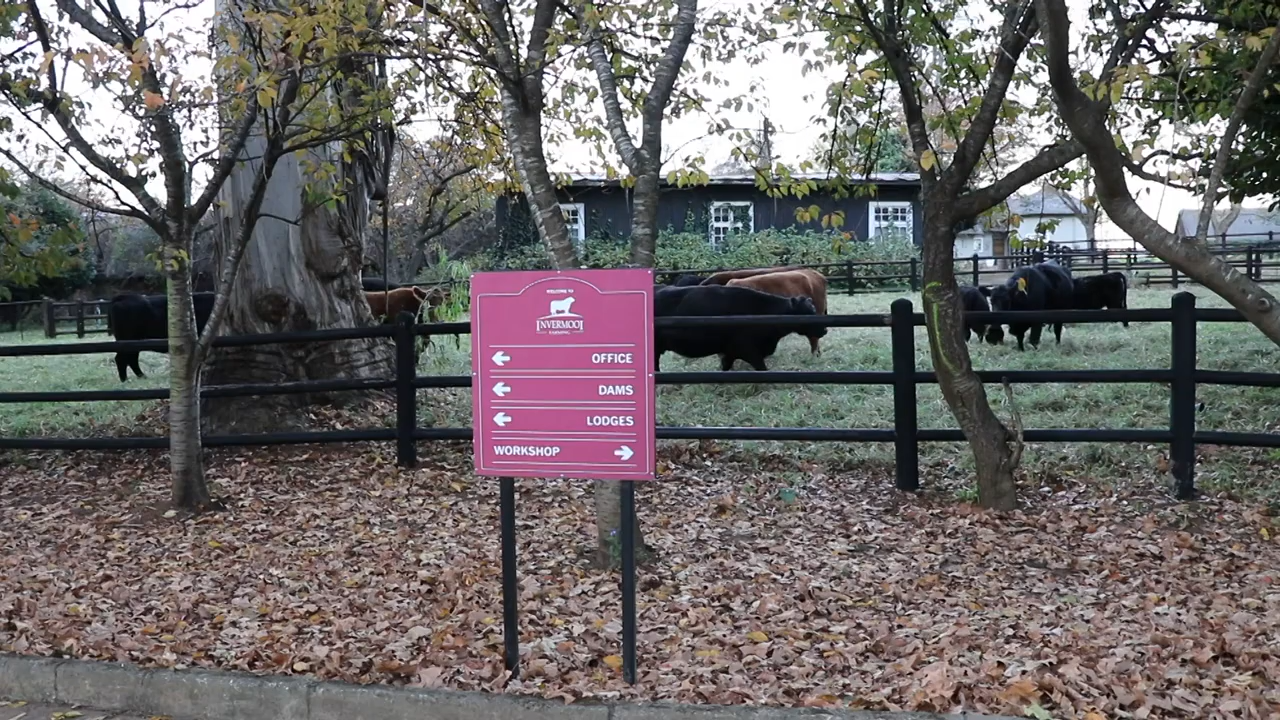 WELCOME TO
INVERMOOI
FARMING
OFFICE
DAMS
LODGES
WORKSHOP